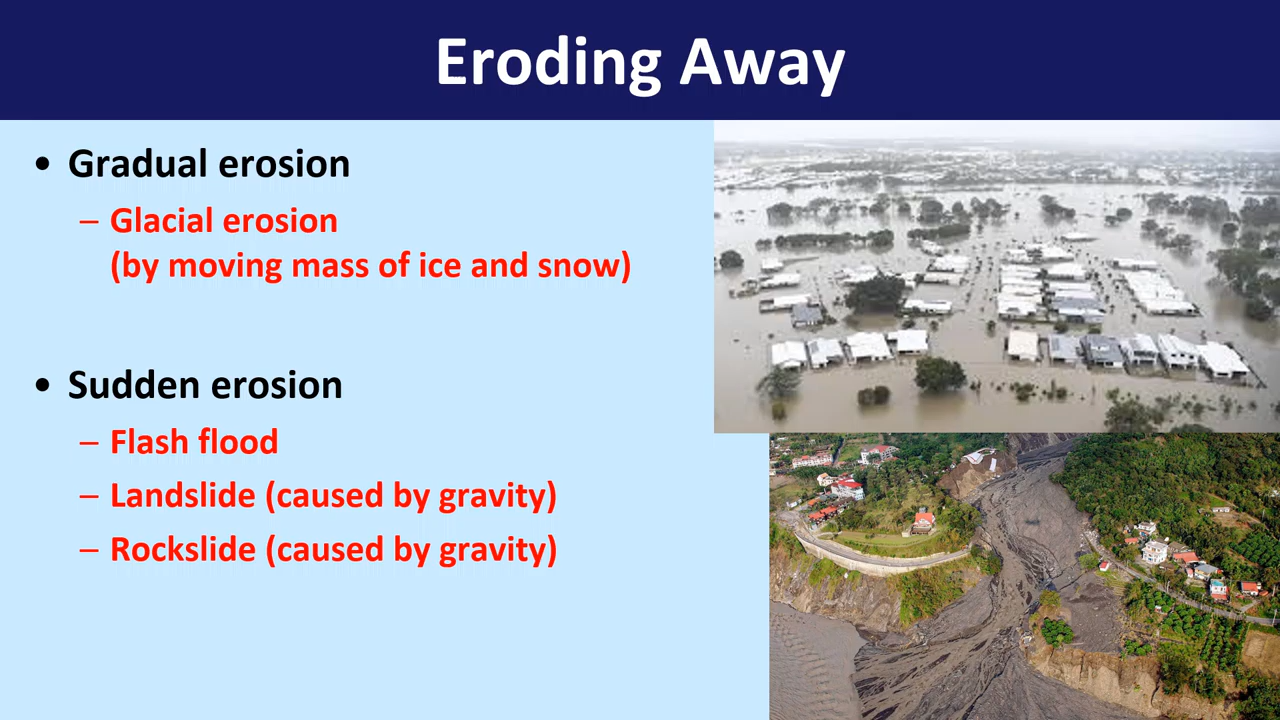 Eroding Away
• Gradual erosion
– Glacial erosion
(by moving mass of ice and snow)
• Sudden erosion
– Flash flood
– Landslide (caused by gravity)
– Rockslide (caused by gravity)